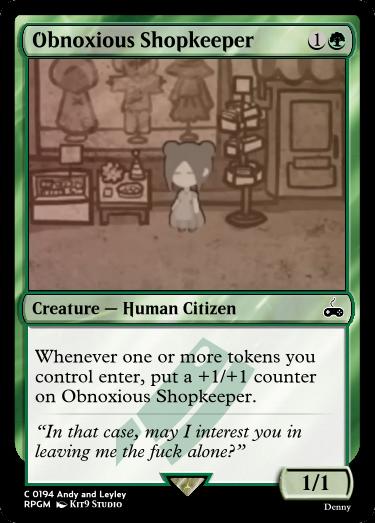 Obnoxious Shopkeeper 1
Creature — Human Citizen
Whenever one or more tokens you
control enter, put a +1/+1 counter
on Obnoxious Shopkeeper.
“In that case, may I interest you in
leaving me the fuck alone?”
1/1
C 0194 Andy and Leyley
RPGM Kit9 Studio
Denny